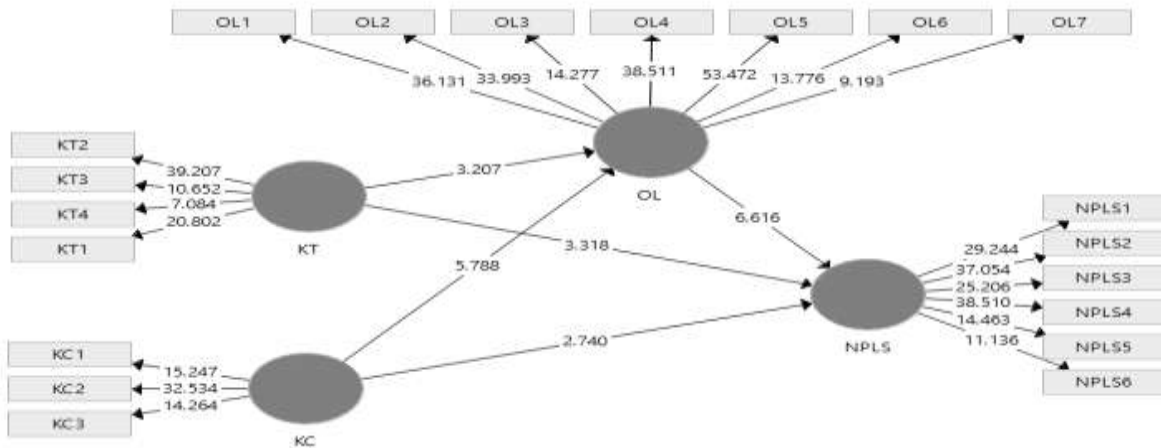 OL1 OL2 OL3 OL4 OL5 OL6 OL7
36.131 33.993 14.277 38.511 53.472 13.776 9.193
OL
KT2
KT3
KT4
KT1
39.207
10.652
7.084
20.802
KT
3.207
3.318
5.788
6.616
2.740
KC1
KC2
KC3
15.247
32.534
14.264
KC
NPLS
29.244
37.054
25.206
38.510
14.463
11.136
NPLS1
NPLS2
NPLS3
NPLS4
NPLS5
NPLS6